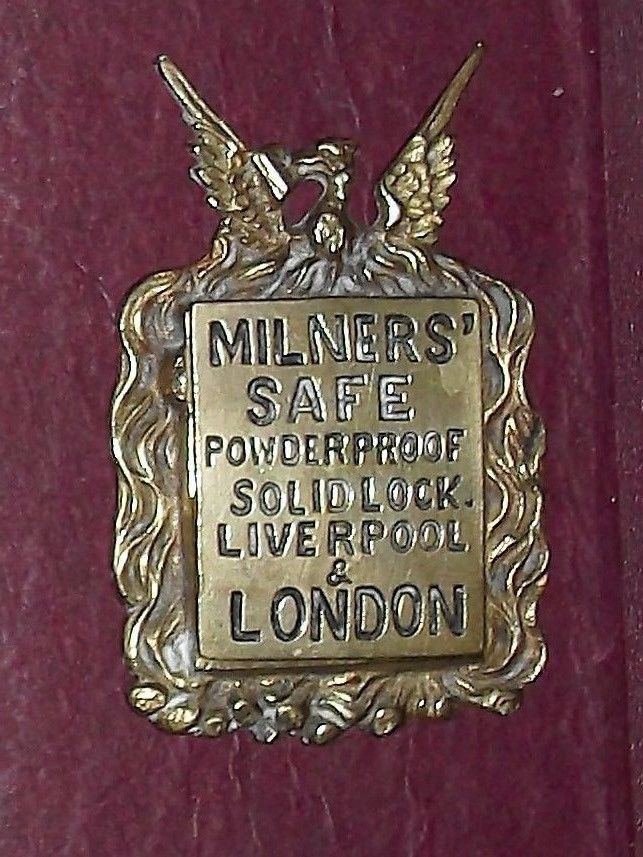 MILNERS'
SAFE
POWDERPROOF
SOLID LOCK.
LIVERPOOL
&
LONDON